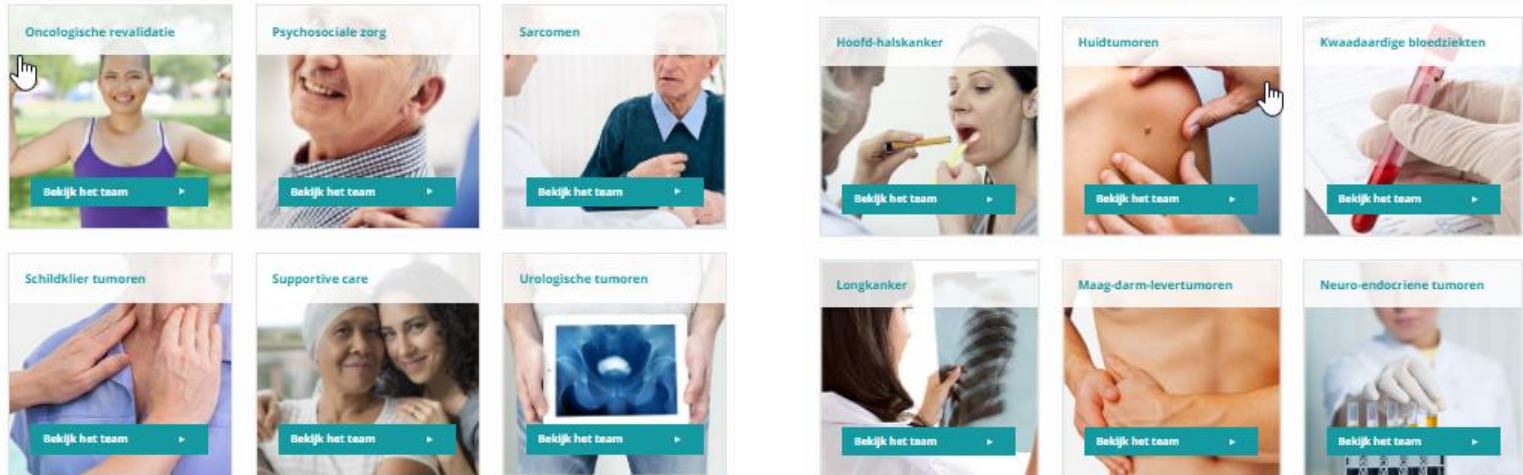 Oncologische revalidatie
Bekijk het team
Psychosociale zorg
Bekijk het team
Sarcomen
Bekijk het team
Schildklier tumoren
Bekijk het team
Supportive care
Bekijk het team
Urologische tumoren
Bekijk het team
Hoofd-halskanker
Bekijk het team
Huidtumoren
Bekijk het team
Kwaadaardige bloedziekten
Bekijk het team
Longkanker
Bekijk het team
Maag-darm-levertumoren
Bekijk het team
Neuro-endocriene tumoren
Bekijk het team